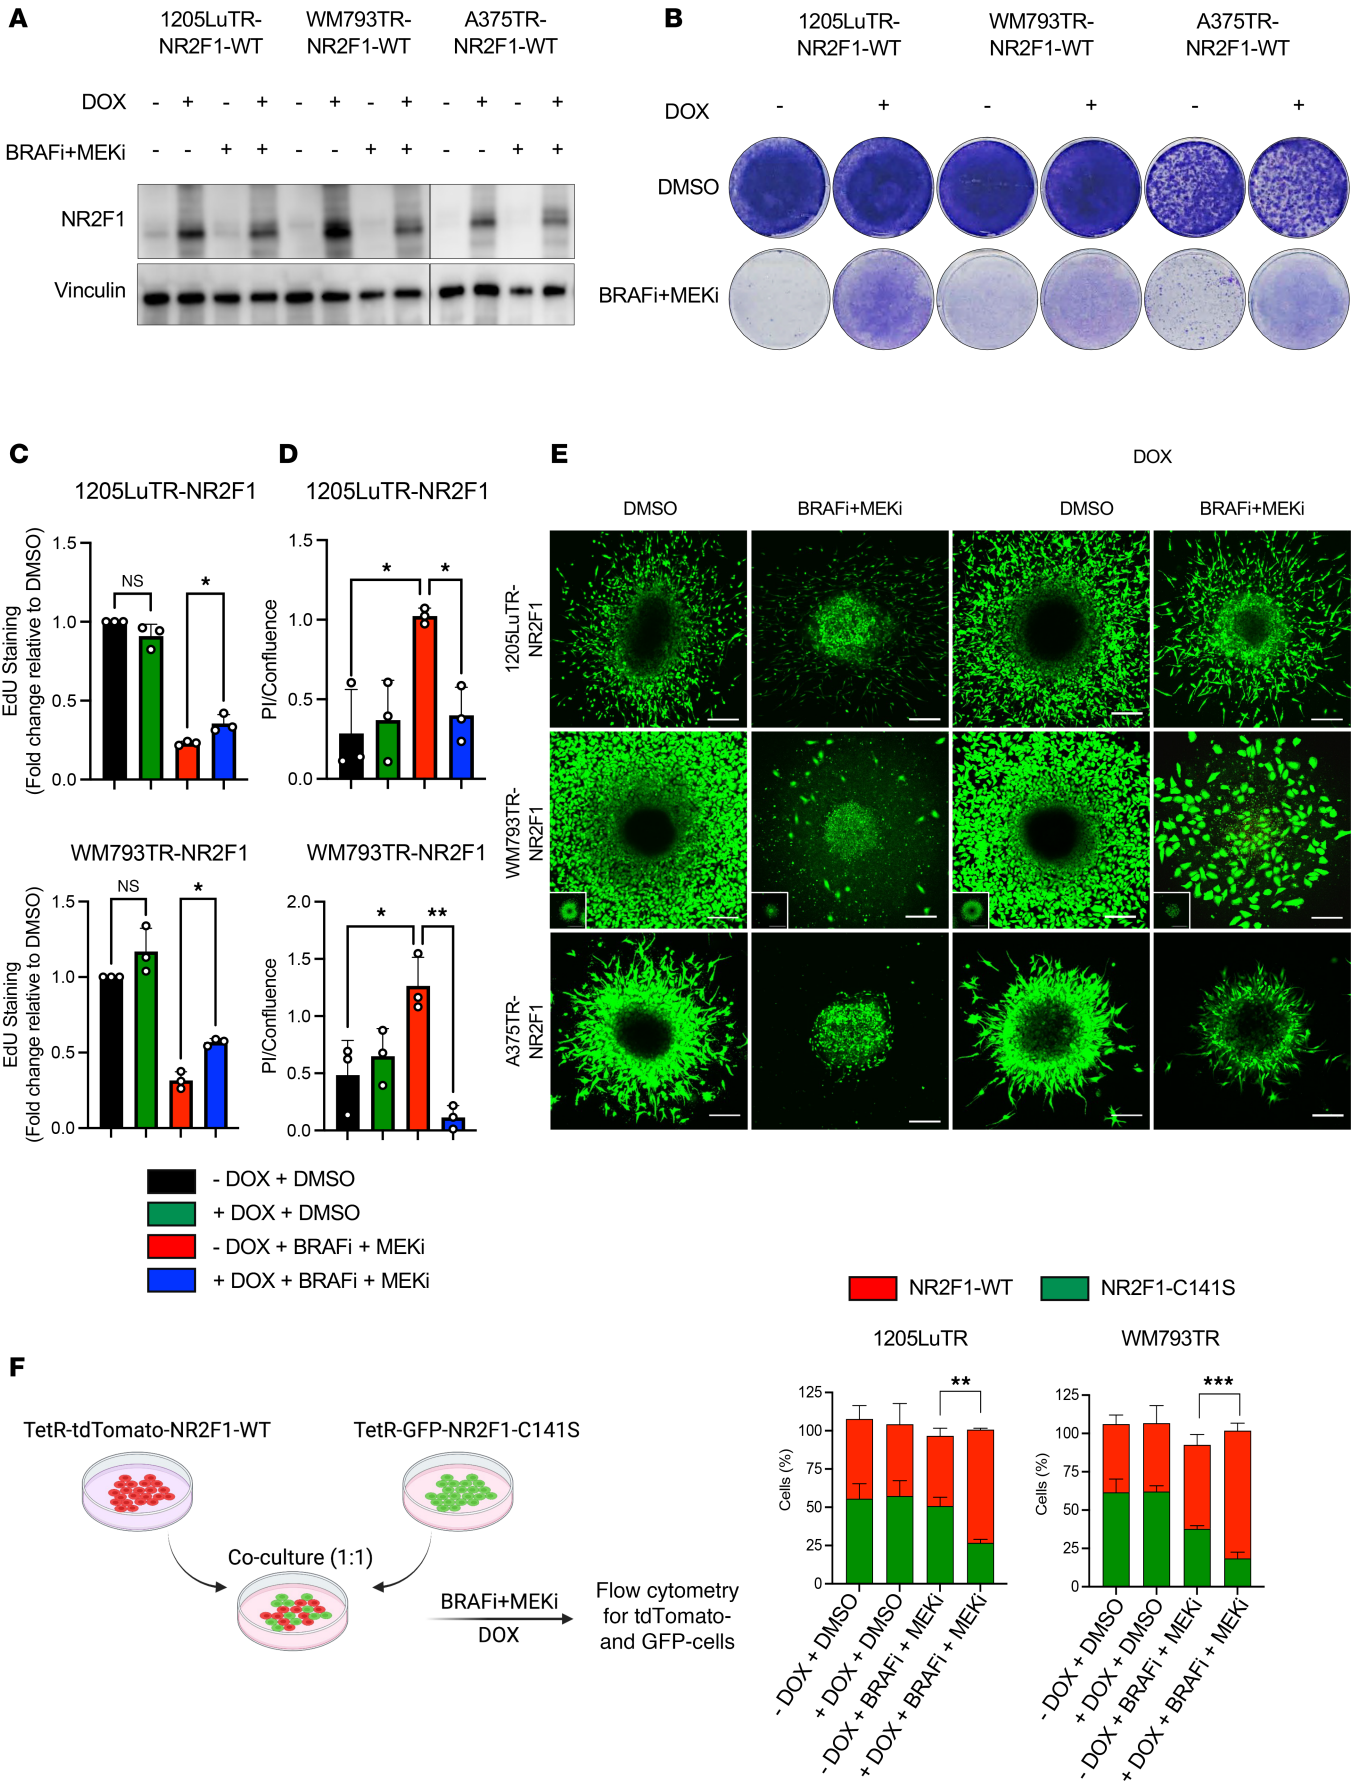 A
1205LuTR-
NR2F1-WT
WM793TR-
NR2F1-WT
A375TR-
NR2F1-WT
DOX - + - + - + - + - + - +
BRAFi+MEKi - - + + - - + + - - + +
NR2F1
Vinculin
B
1205LuTR-
NR2F1-WT
WM793TR-
NR2F1-WT
A375TR-
NR2F1-WT
DOX - + - + - +
DMSO
BRAFi+MEKi
C
1205LuTR-NR2F1
EdU Staining
(Fold change relative to DMSO)
1.5
1.0
0.5
0.0
NS
*
WM793TR-NR2F1
EdU Staining
(Fold change relative to DMSO)
1.5
1.0
0.5
0.0
NS
*
D
1205LuTR-NR2F1
PI/Confluence
1.5
1.0
0.5
0.0
*
*
WM793TR-NR2F1
PI/Confluence
2.0
1.5
1.0
0.5
0.0
*
**
- DOX + DMSO
+ DOX + DMSO
- DOX + BRAFi + MEKi
+ DOX + BRAFi + MEKi
E
DOX
DMSO
BRAFi+MEKi
DMSO
BRAFi+MEKi
1205LuTR-
NR2F1
WM793TR-
NR2F1
A375TR-
NR2F1
F
TetR-tdTomato-NR2F1-WT
TetR-GFP-NR2F1-C141S
Co-culture (1:1)
BRAFi+MEKi
DOX
Flow cytometry
for tdTomato-
and GFP-cells
NR2F1-WT
NR2F1-C141S
1205LuTR
Cells (%)
125
100
75
50
25
0
**
- DOX + DMSO
+ DOX + DMSO
- DOX + BRAFi + MEKi
+ DOX + BRAFi + MEKi
WM793TR
Cells (%)
125
100
75
50
25
0
***
- DOX + DMSO
+ DOX + DMSO
- DOX + BRAFi + MEKi
+ DOX + BRAFi + MEKi